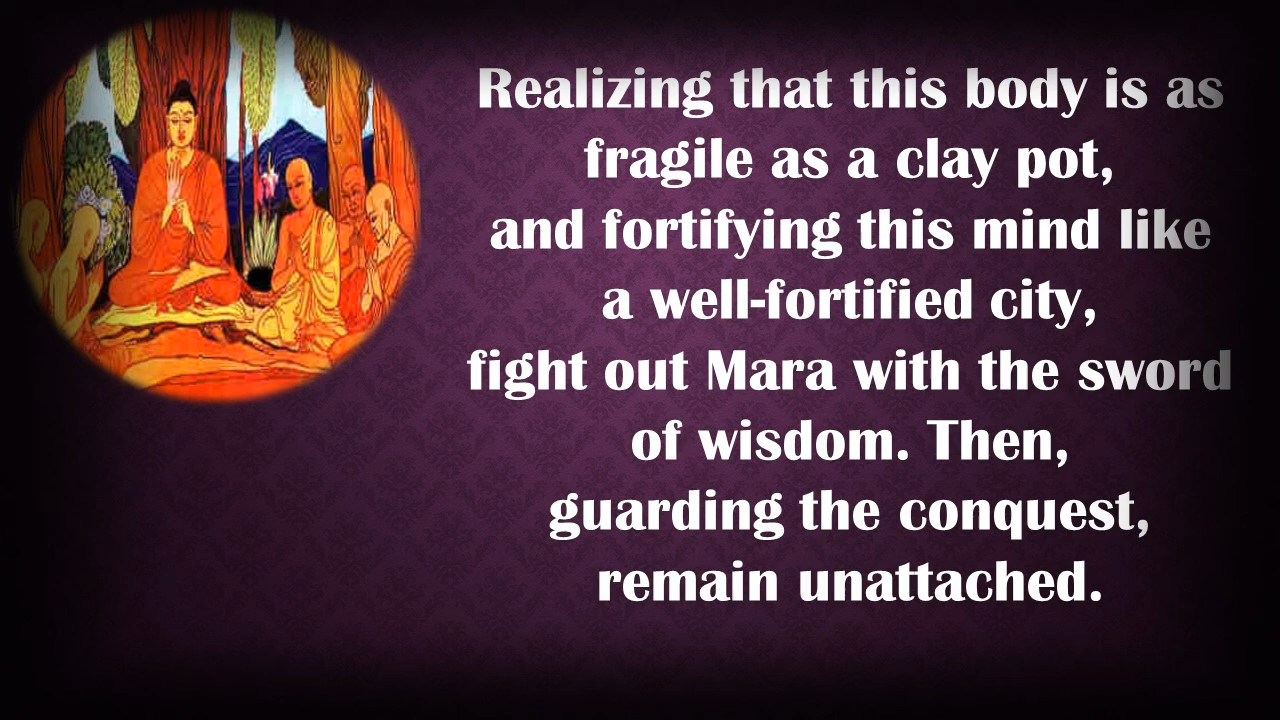 Realizing that this body is as
fragile as a clay pot,
and fortifying this mind like
a well-fortified city,
fight out Mara with the sword
of wisdom. Then,
guarding the conquest,
remain unattached.